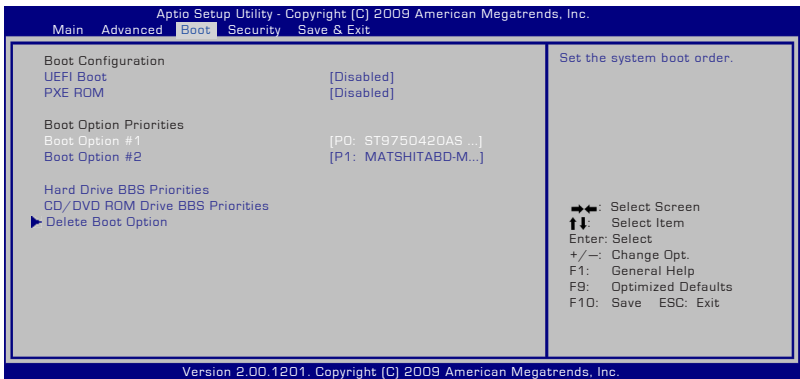 Aptio Setup Utility - Copyright (C) 2009 American Megatrends, Inc.
Main Advanced Boot Security Save & Exit
Boot Configuration
UEFI Boot [Disabled]
PXE ROM [Disabled]
Boot Option Priorities
Boot Option #1 [P0: ST9750420AS ...]
Boot Option #2 [P1: MATSHITABD-M...]
Hard Drive BBS Priorities
CD/DVD ROM Drive BBS Priorities
Delete Boot Option
Set the system boot order.
→←: Select Screen
↑↓: Select Item
Enter: Select
+/—: Change Opt.
F1: General Help
F9: Optimized Defaults
F10: Save ESC: Exit
Version 2.00.1201. Copyright (C) 2009 American Megatrends, Inc.